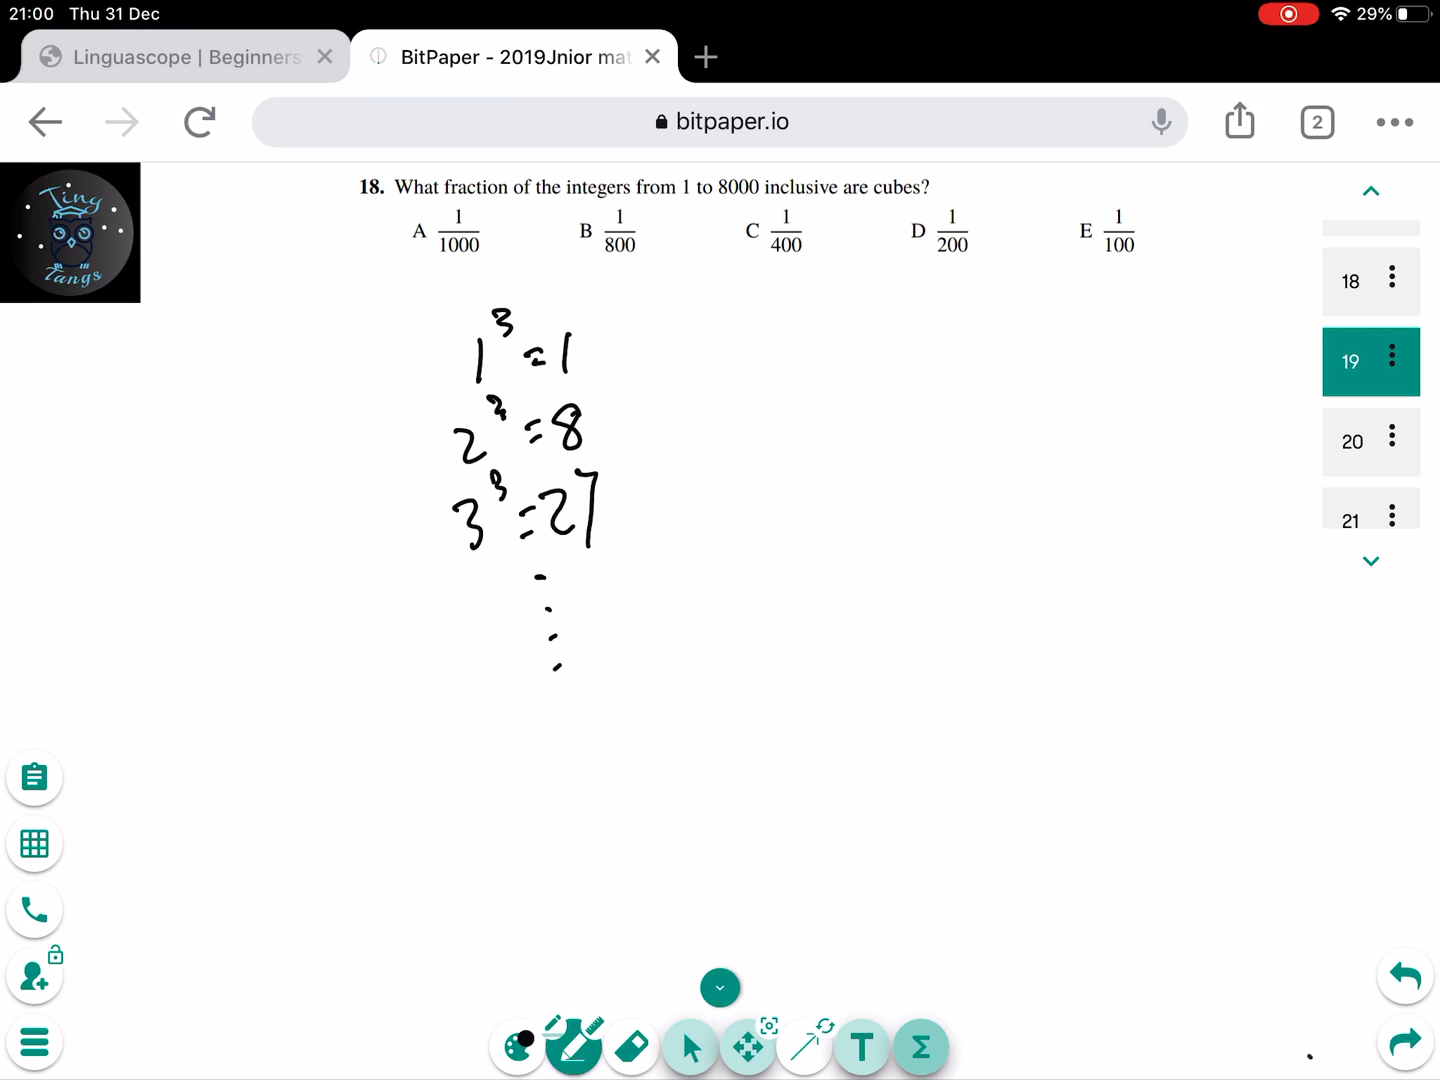 21:00 Thu 31 Dec 29%
Linguascope | Beginners
BitPaper - 2019Jnior mat
bitpaper.io
2
Tiny
Tangs
18. What fraction of the integers from 1 to 8000 inclusive are cubes?
A 1/1000 B 1/800 C 1/400 D 1/200 E 1/100
1³ = 1
2³ = 8
3³ = 27
18
19
20
21
T Σ